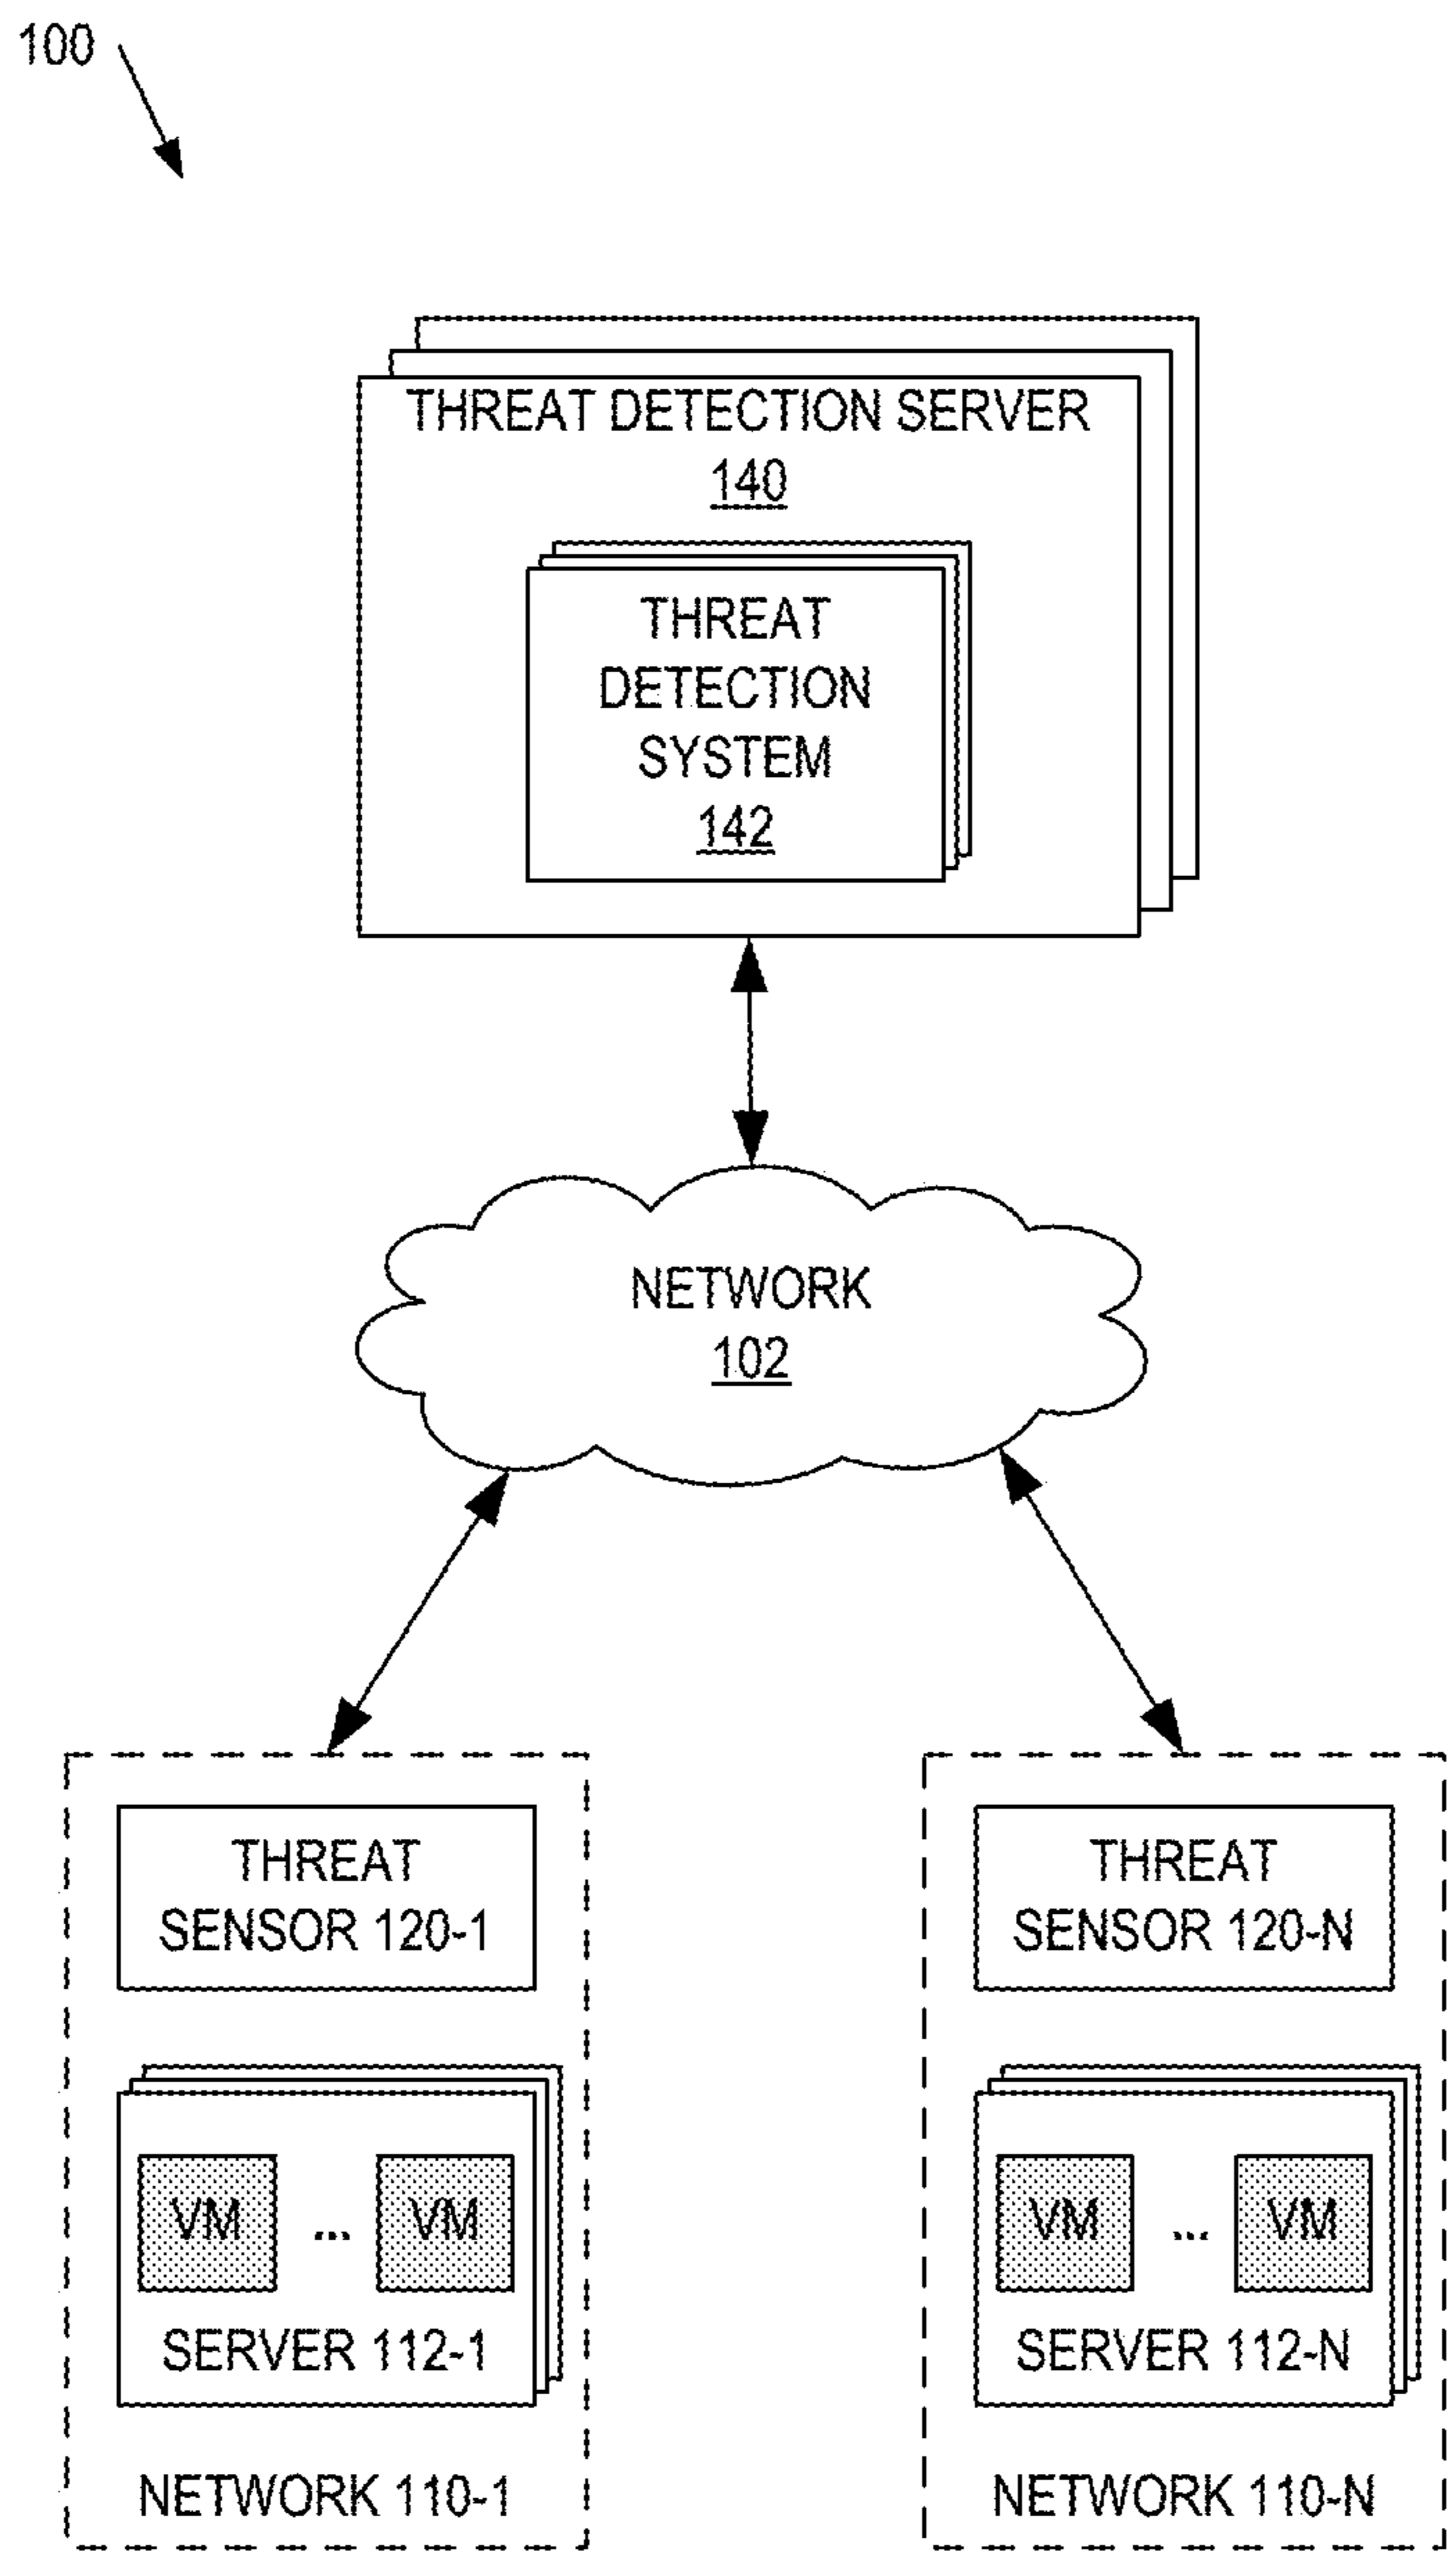 100
THREAT DETECTION SERVER
140
THREAT
DETECTION
SYSTEM
142
NETWORK
102
THREAT
SENSOR 120-1
VM ... VM
SERVER 112-1
NETWORK 110-1
THREAT
SENSOR 120-N
VM ... VM
SERVER 112-N
NETWORK 110-N